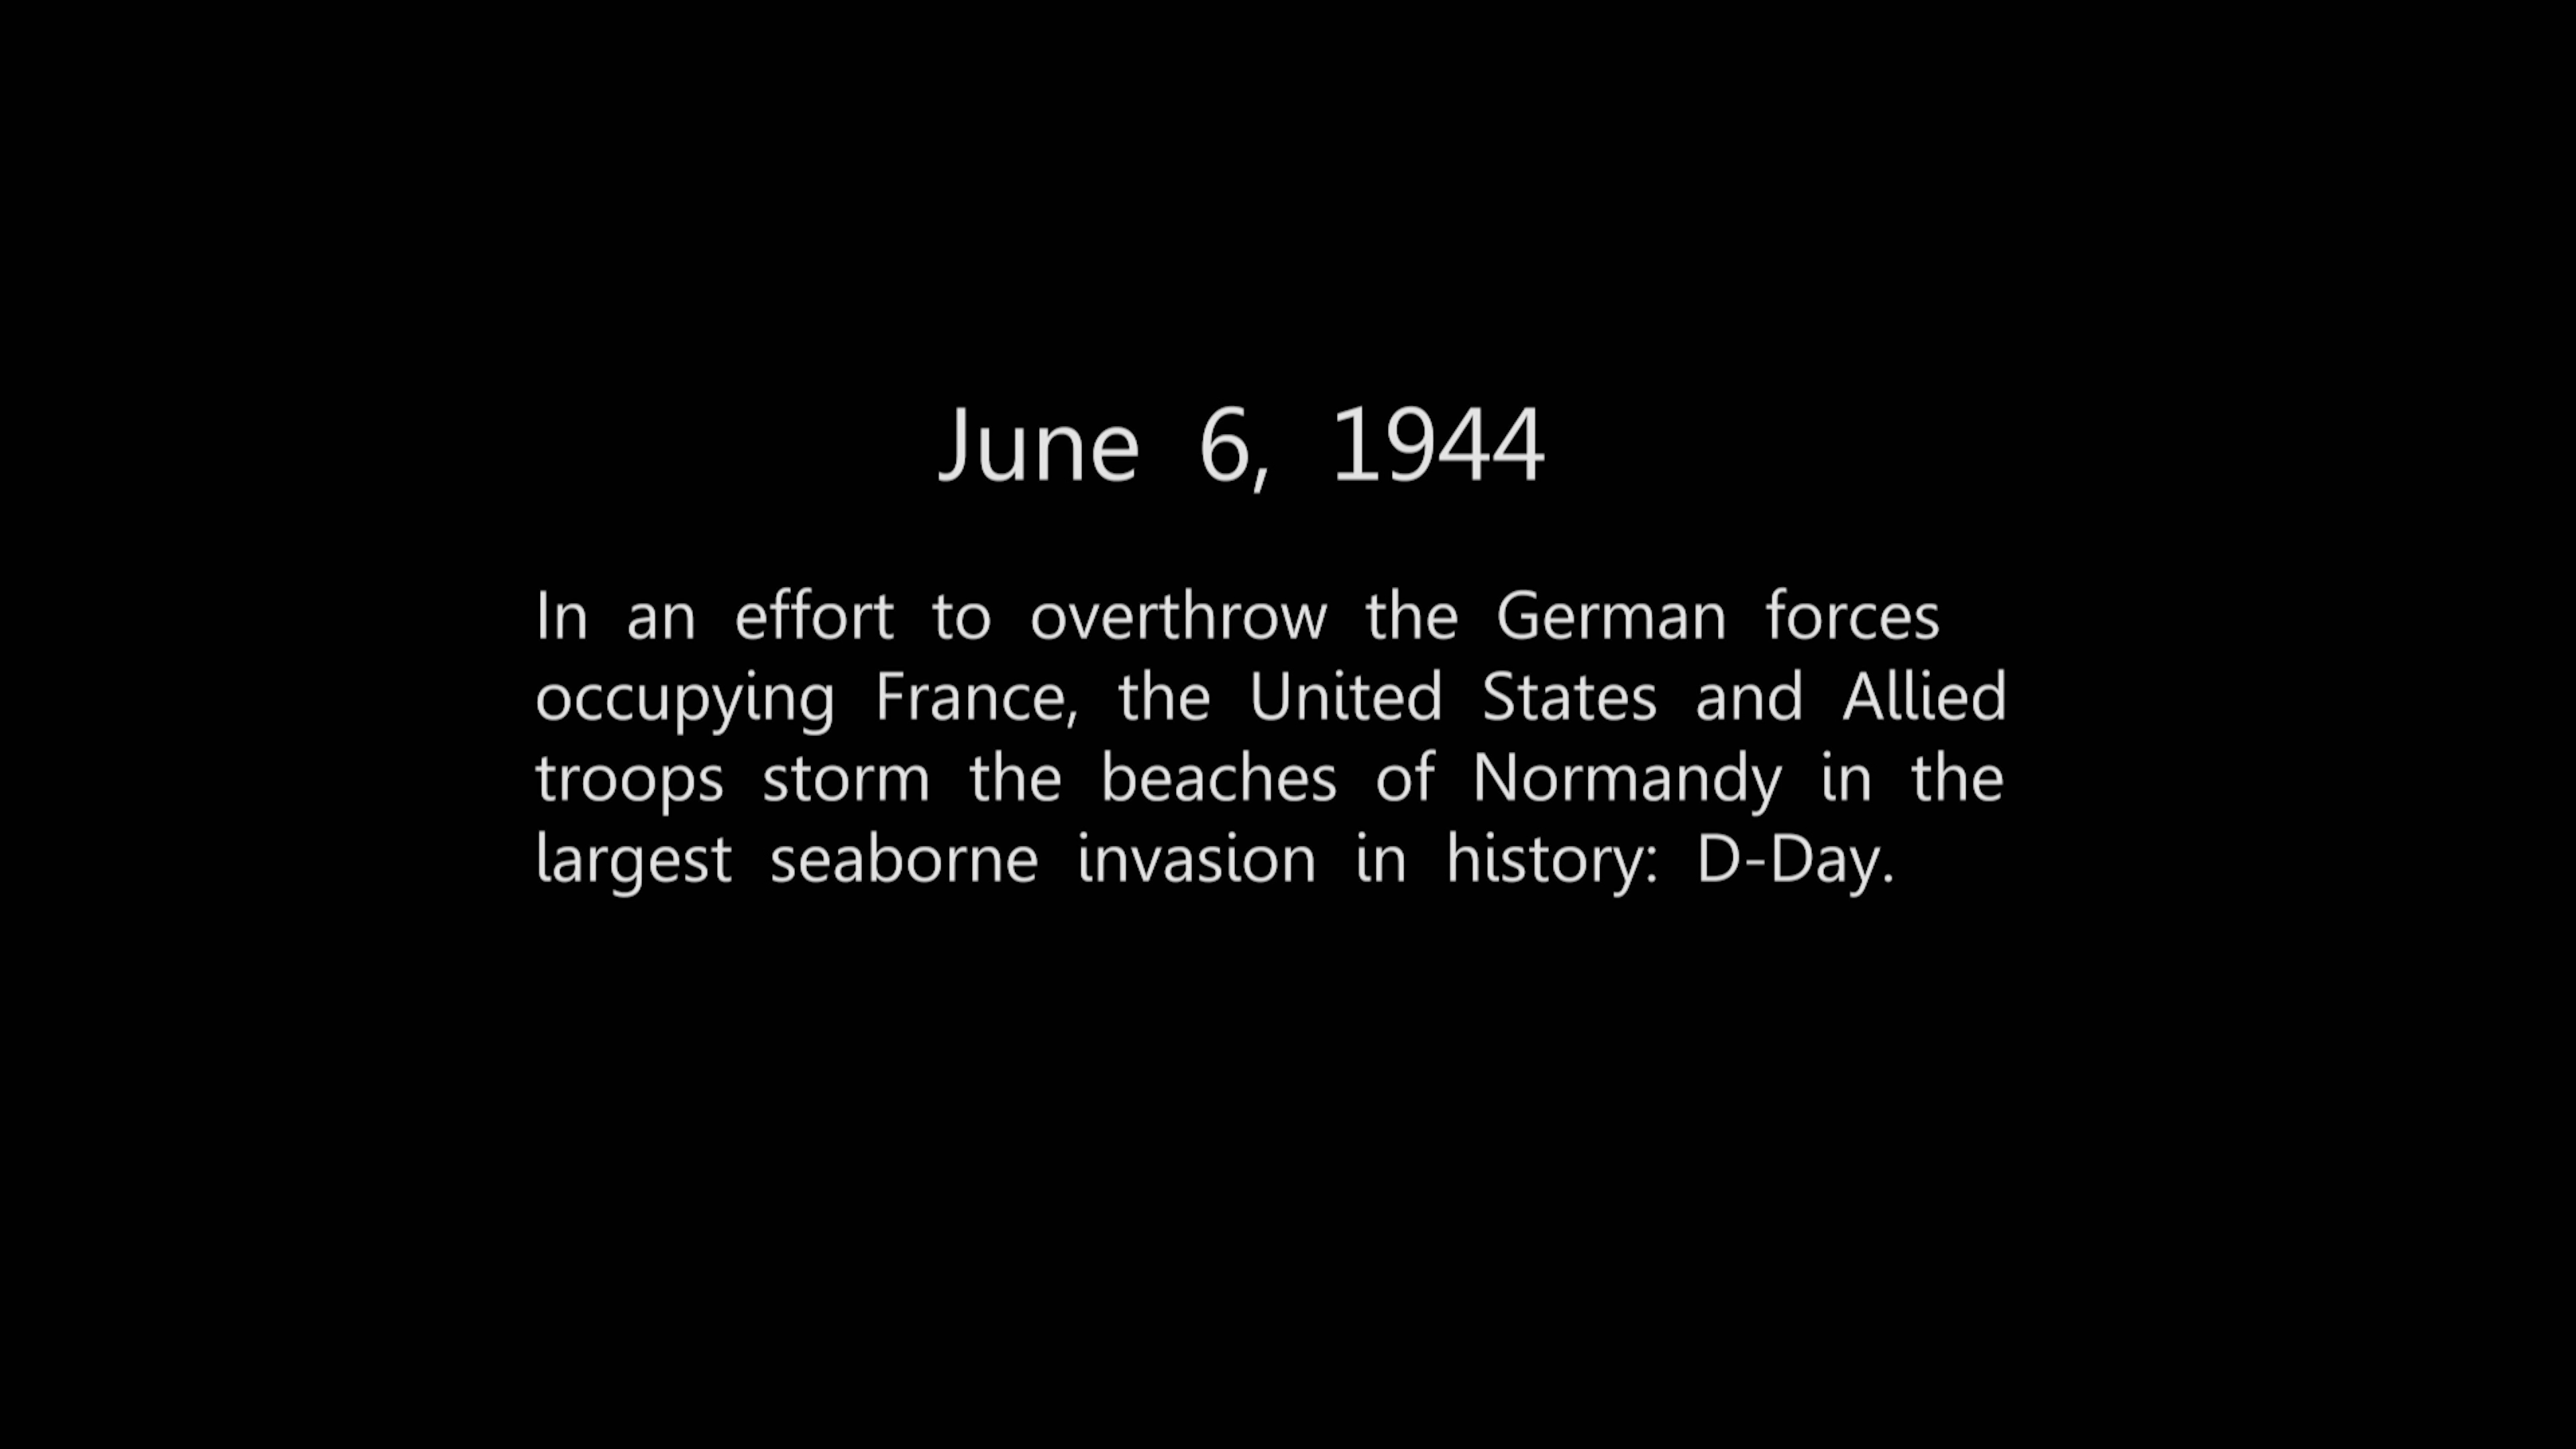 June 6, 1944
In an effort to overthrow the German forces
occupying France, the United States and Allied
troops storm the beaches of Normandy in the
largest seaborne invasion in history: D-Day.